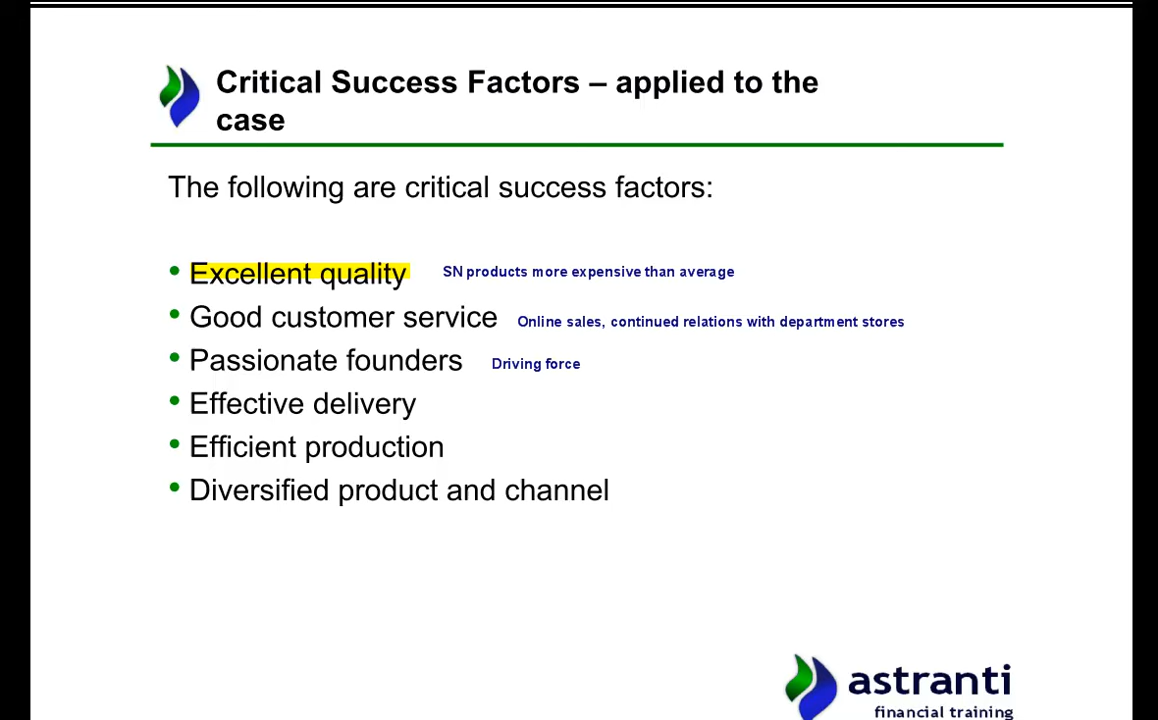 Critical Success Factors – applied to the
case
The following are critical success factors:
• Excellent quality SN products more expensive than average
• Good customer service Online sales, continued relations with department stores
• Passionate founders Driving force
• Effective delivery
• Efficient production
• Diversified product and channel
astranti
financial training